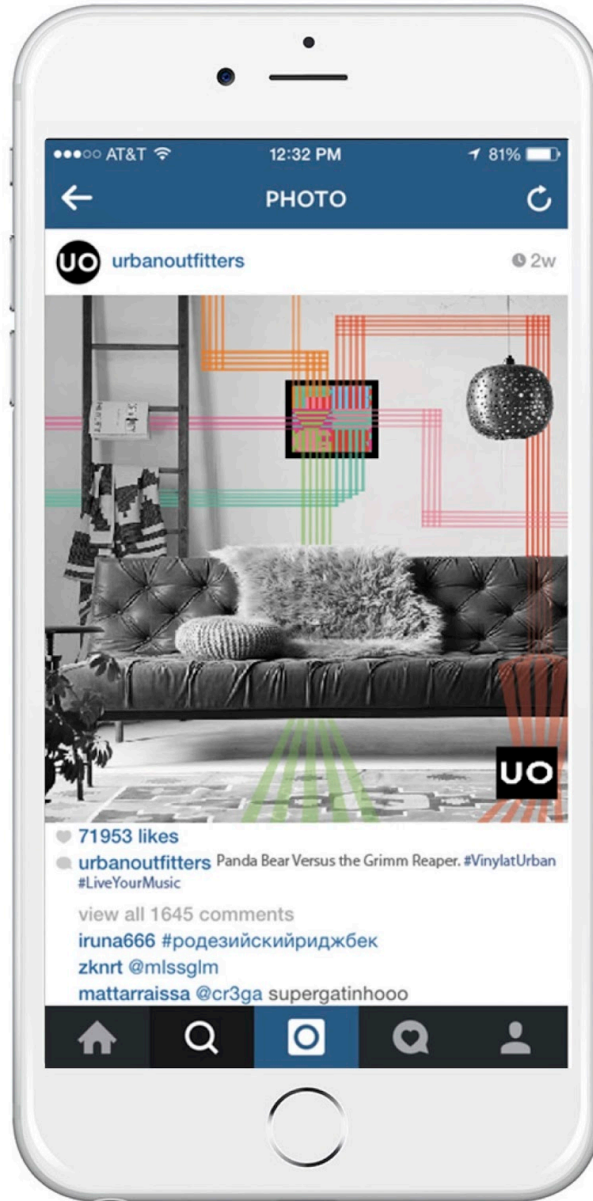 AT&T 12:32 PM 81%
PHOTO
UO urbanoutfitters 2w
UO
71953 likes
urbanoutfitters Panda Bear Versus the Grimm Reaper. #VinylatUrban
#LiveYourMusic
view all 1645 comments
iruna666 #родезийскийриджбек
zknrt @mlssglm
mattarraissa @cr3ga supergatinhooo